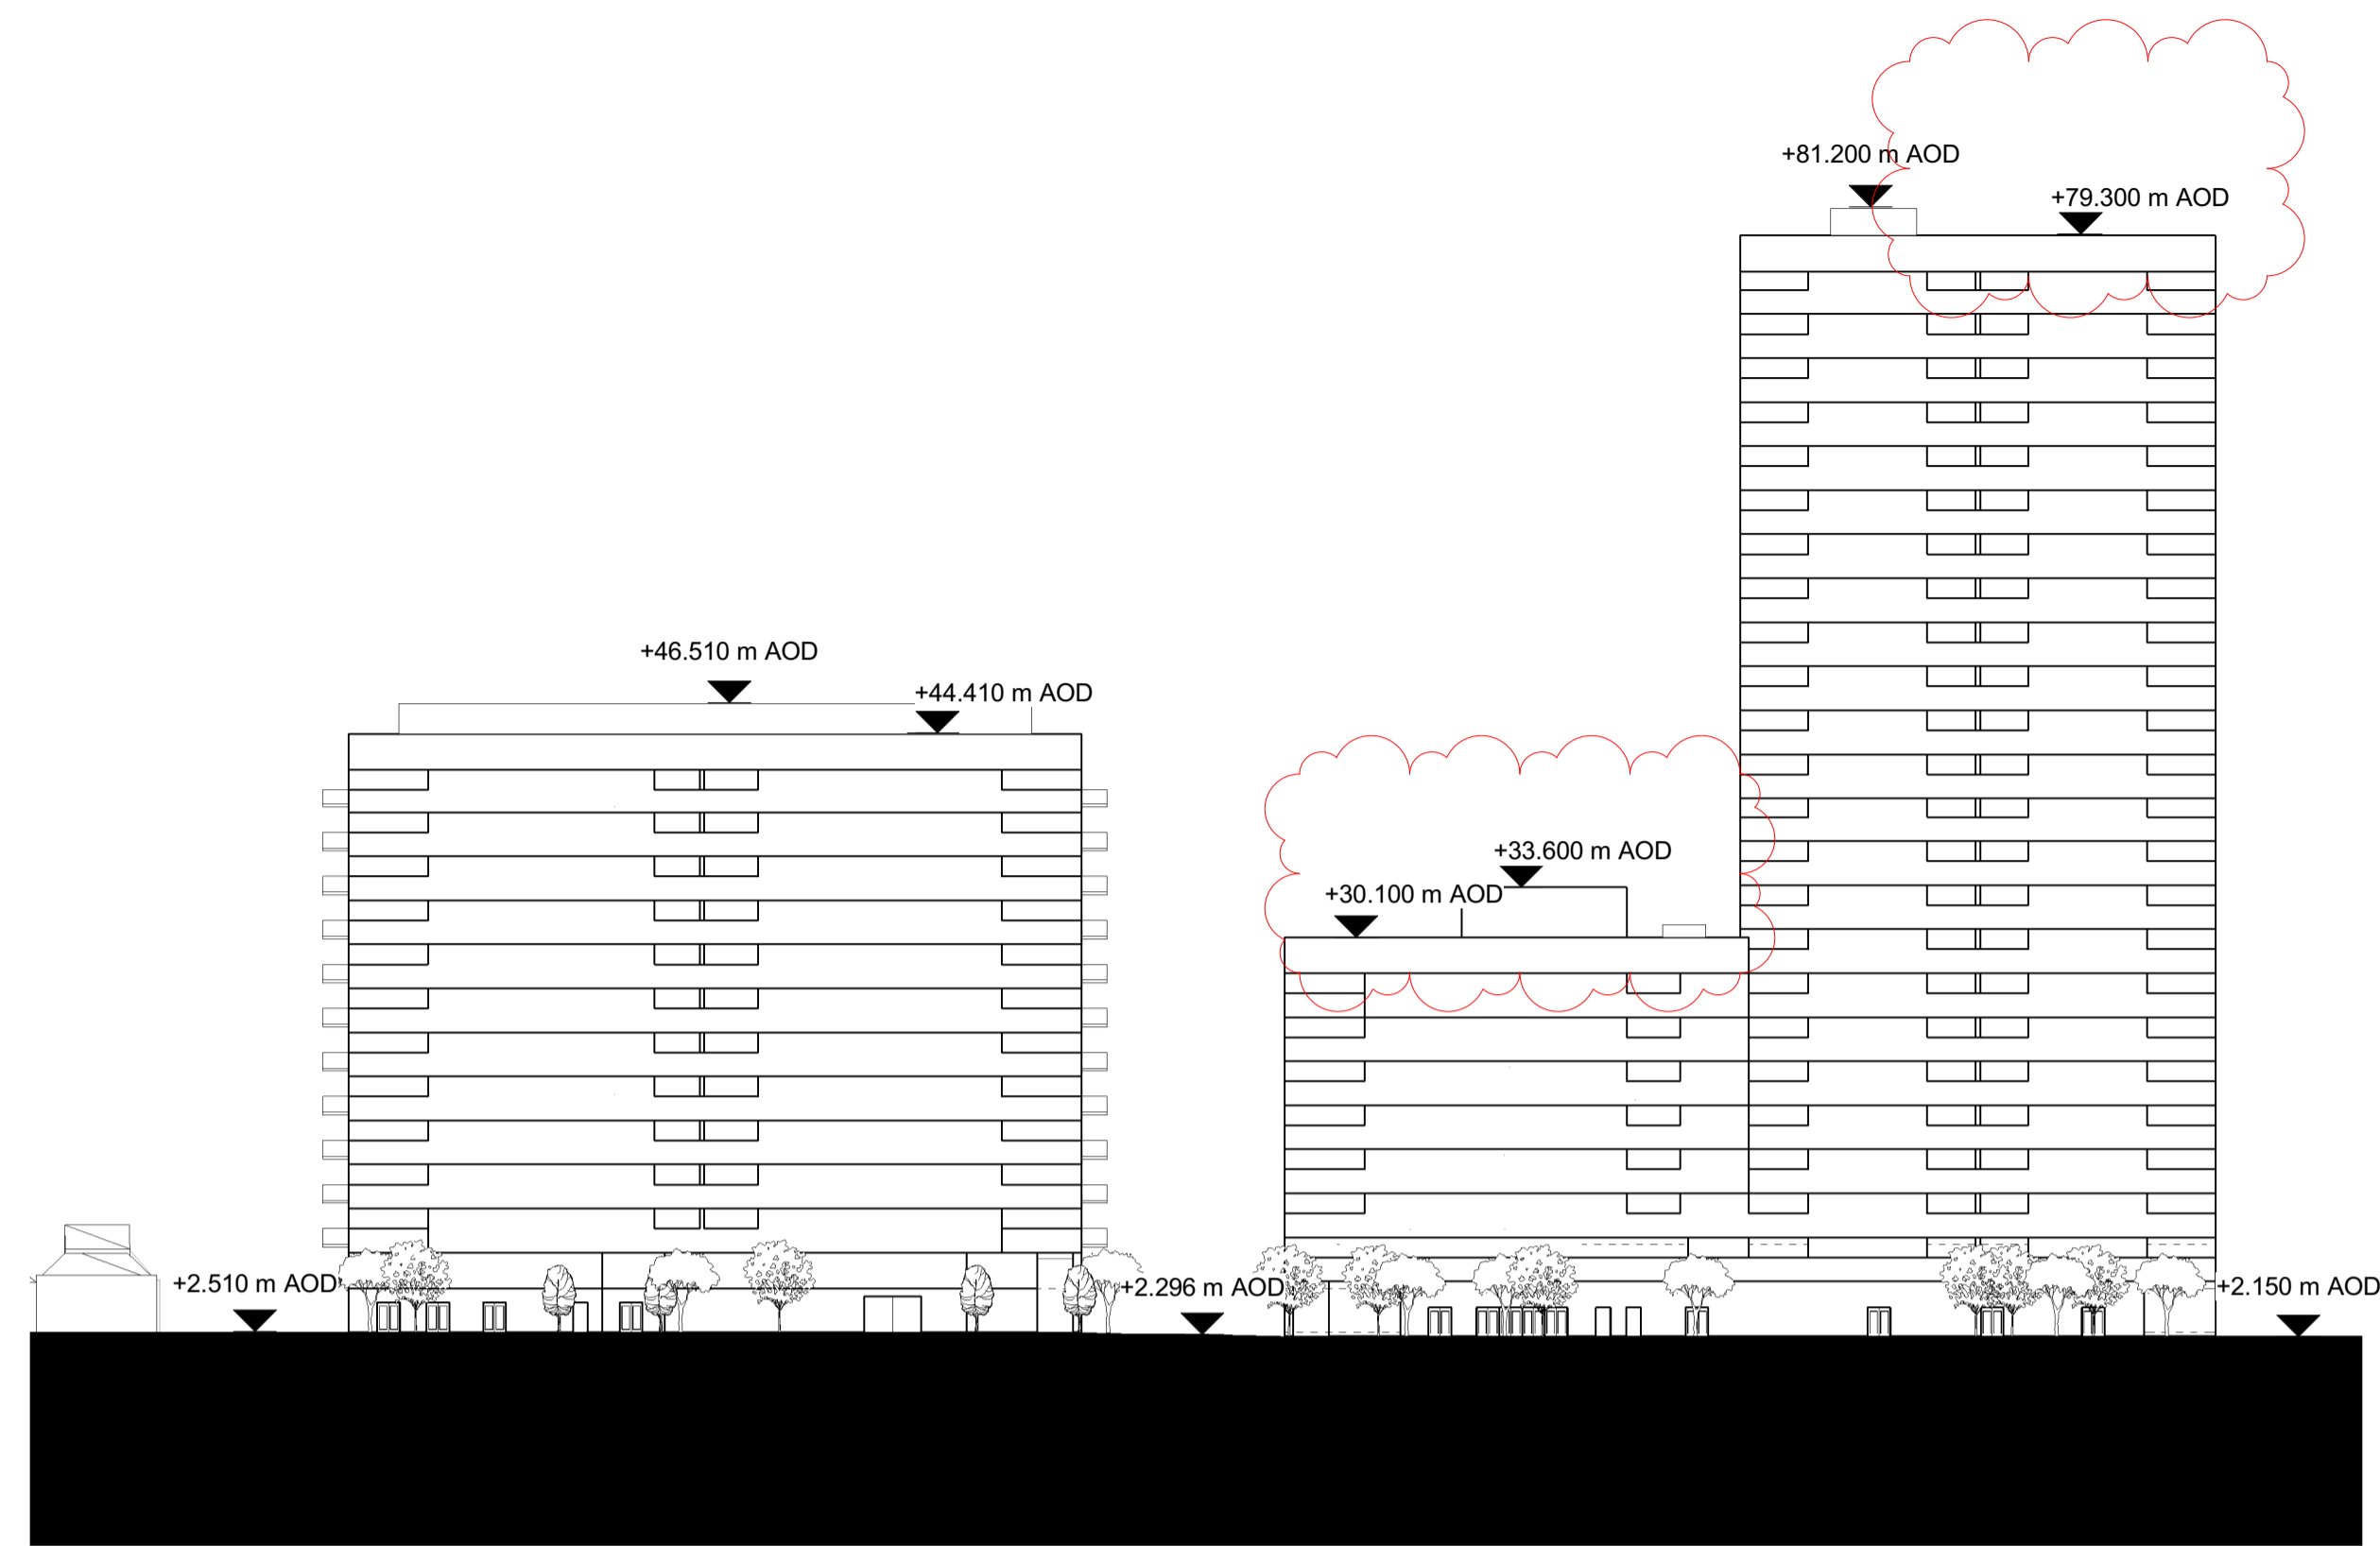 +81.200 m AOD
+79.300 m AOD
+46.510 m AOD
+44.410 m AOD
+33.600 m AOD
+30.100 m AOD
+2.510 m AOD
+2.296 m AOD
+2.150 m AOD